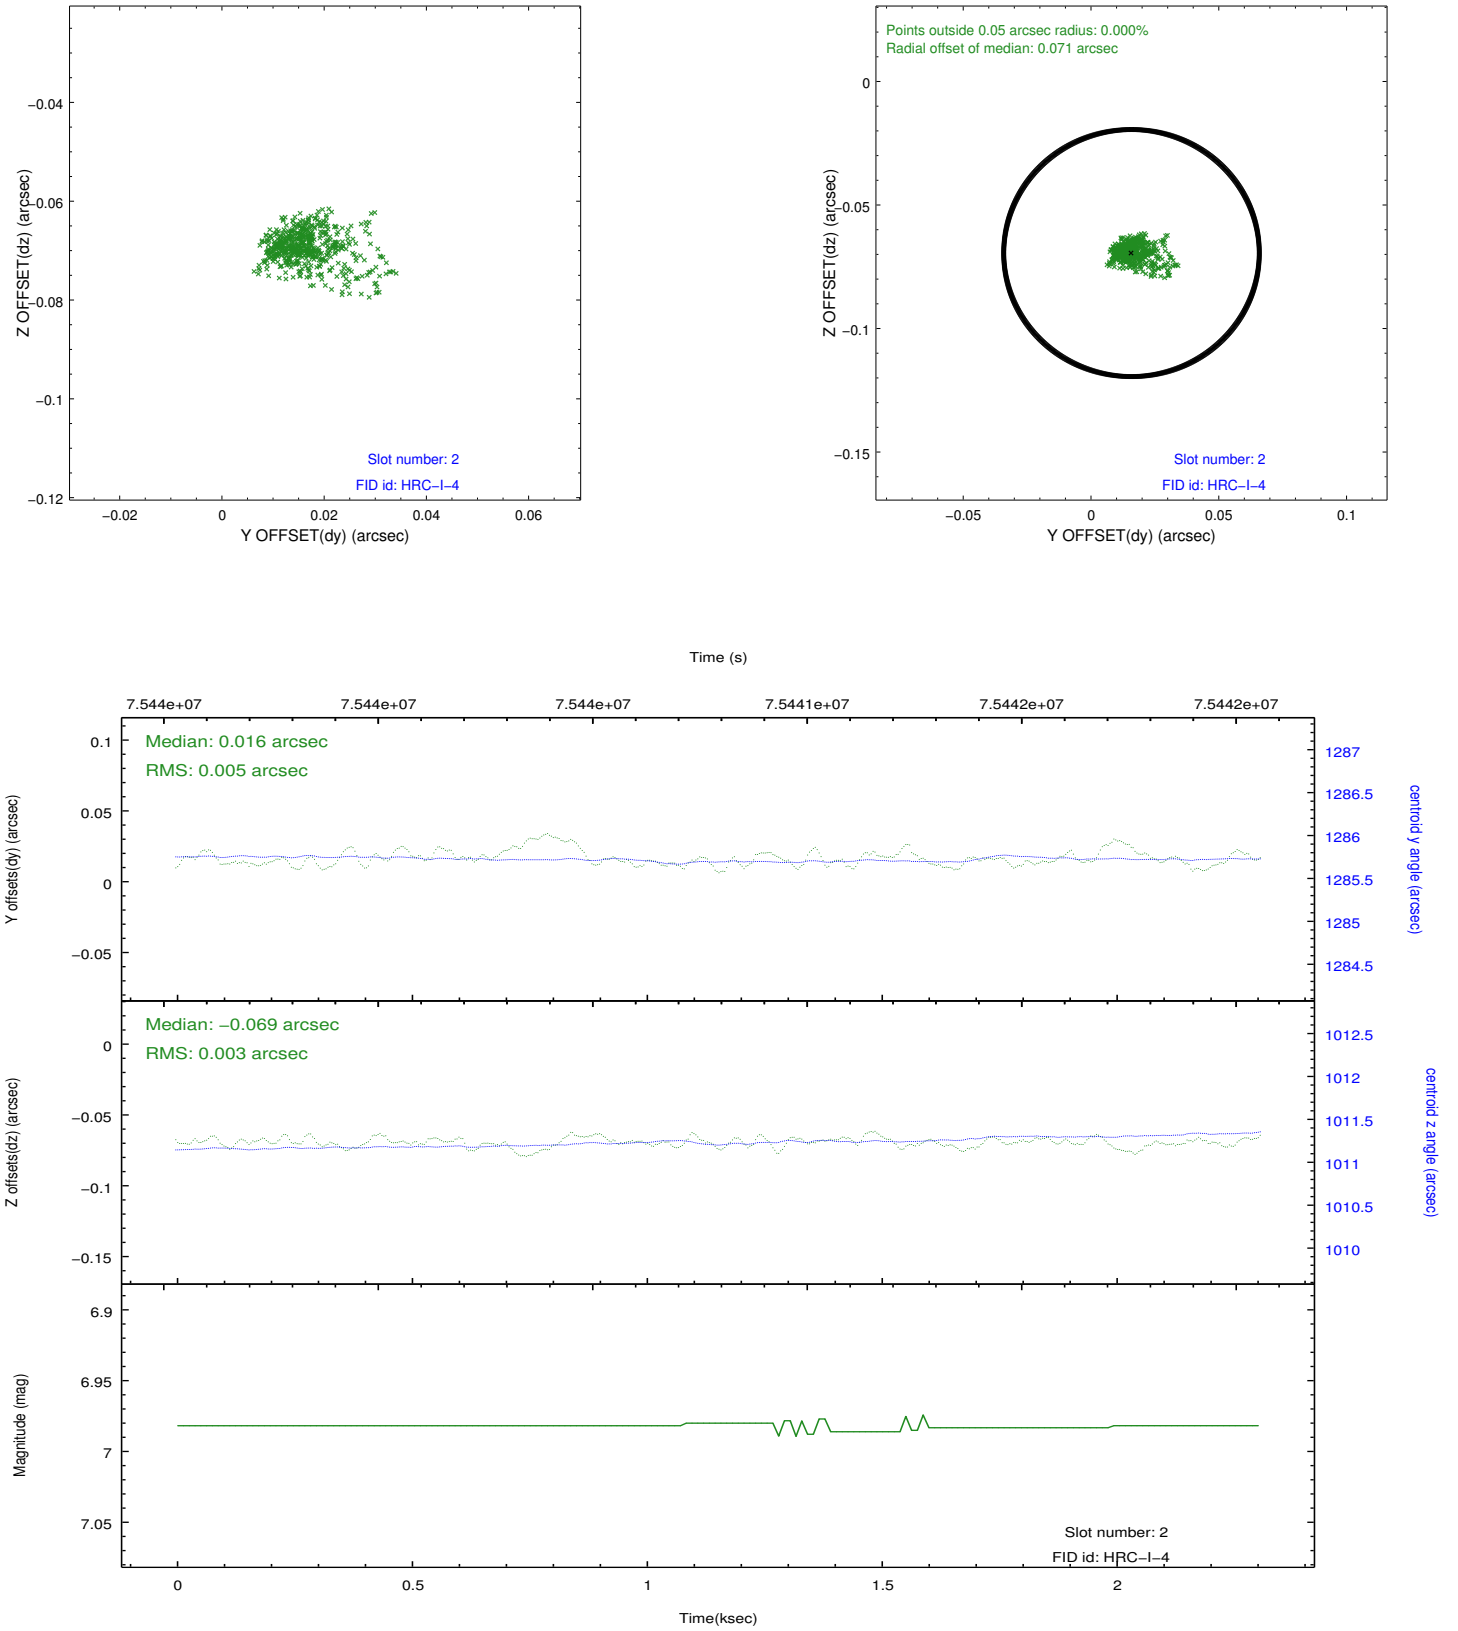 −0.04
−0.06
−0.08
−0.1
−0.12
Z OFFSET(dz) (arcsec)
Slot number: 2
FID id: HRC−I−4
−0.02 0 0.02 0.04 0.06
Y OFFSET(dy) (arcsec)
Points outside 0.05 arcsec radius: 0.000%
Radial offset of median: 0.071 arcsec
0
−0.05
−0.1
−0.15
Z OFFSET(dz) (arcsec)
Slot number: 2
FID id: HRC−I−4
−0.05 0 0.05 0.1
Y OFFSET(dy) (arcsec)
Time (s)
7.544e+07 7.544e+07 7.544e+07 7.5441e+07 7.5442e+07 7.5442e+07
Median: 0.016 arcsec
RMS: 0.005 arcsec
0.1
0.05
0
−0.05
Y offsets(dy) (arcsec)
1287
1286.5
1286
1285.5
1285
1284.5
centroid y angle (arcsec)
Median: −0.069 arcsec
RMS: 0.003 arcsec
0
−0.05
−0.1
−0.15
Z offsets(dz) (arcsec)
1012.5
1012
1011.5
1011
1010.5
1010
centroid z angle (arcsec)
6.9
6.95
7
7.05
Magnitude (mag)
Slot number: 2
FID id: HRC−I−4
0 0.5 1 1.5 2
Time(ksec)